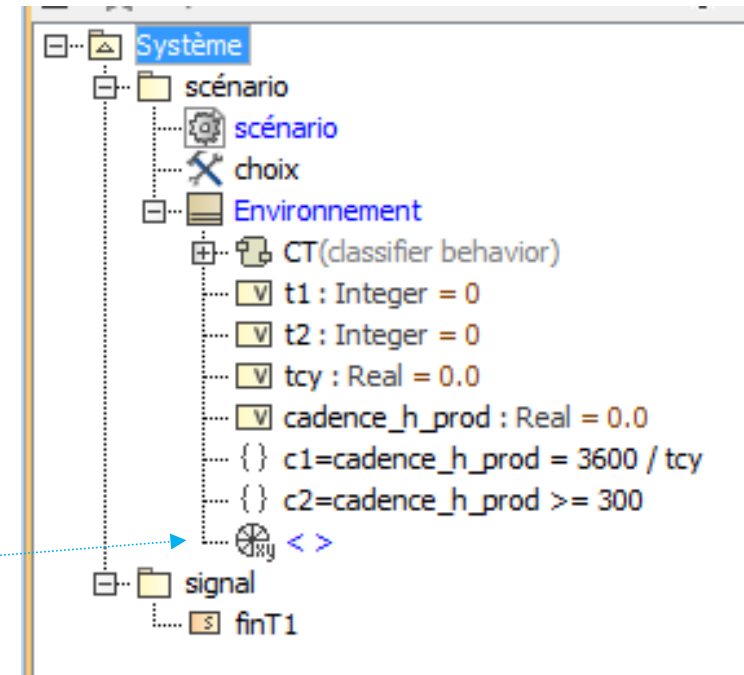 Système
scénario
scénario
choix
Environnement
CT(classifier behavior)
V t1 : Integer = 0
V t2 : Integer = 0
V tcy : Real = 0.0
V cadence_h_prod : Real = 0.0
{ } c1=cadence_h_prod = 3600 / tcy
{ } c2=cadence_h_prod >= 300
xy < >
signal
S finT1